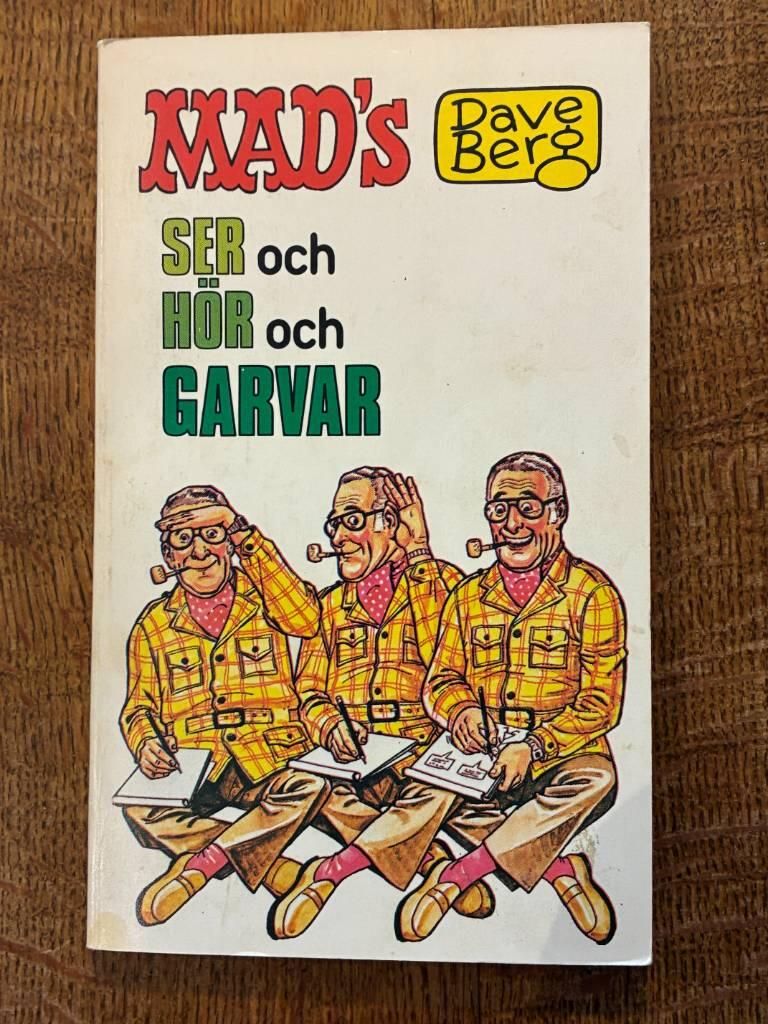 MAD's
Dave
Berg
SER och
HÖR och
GARVAR